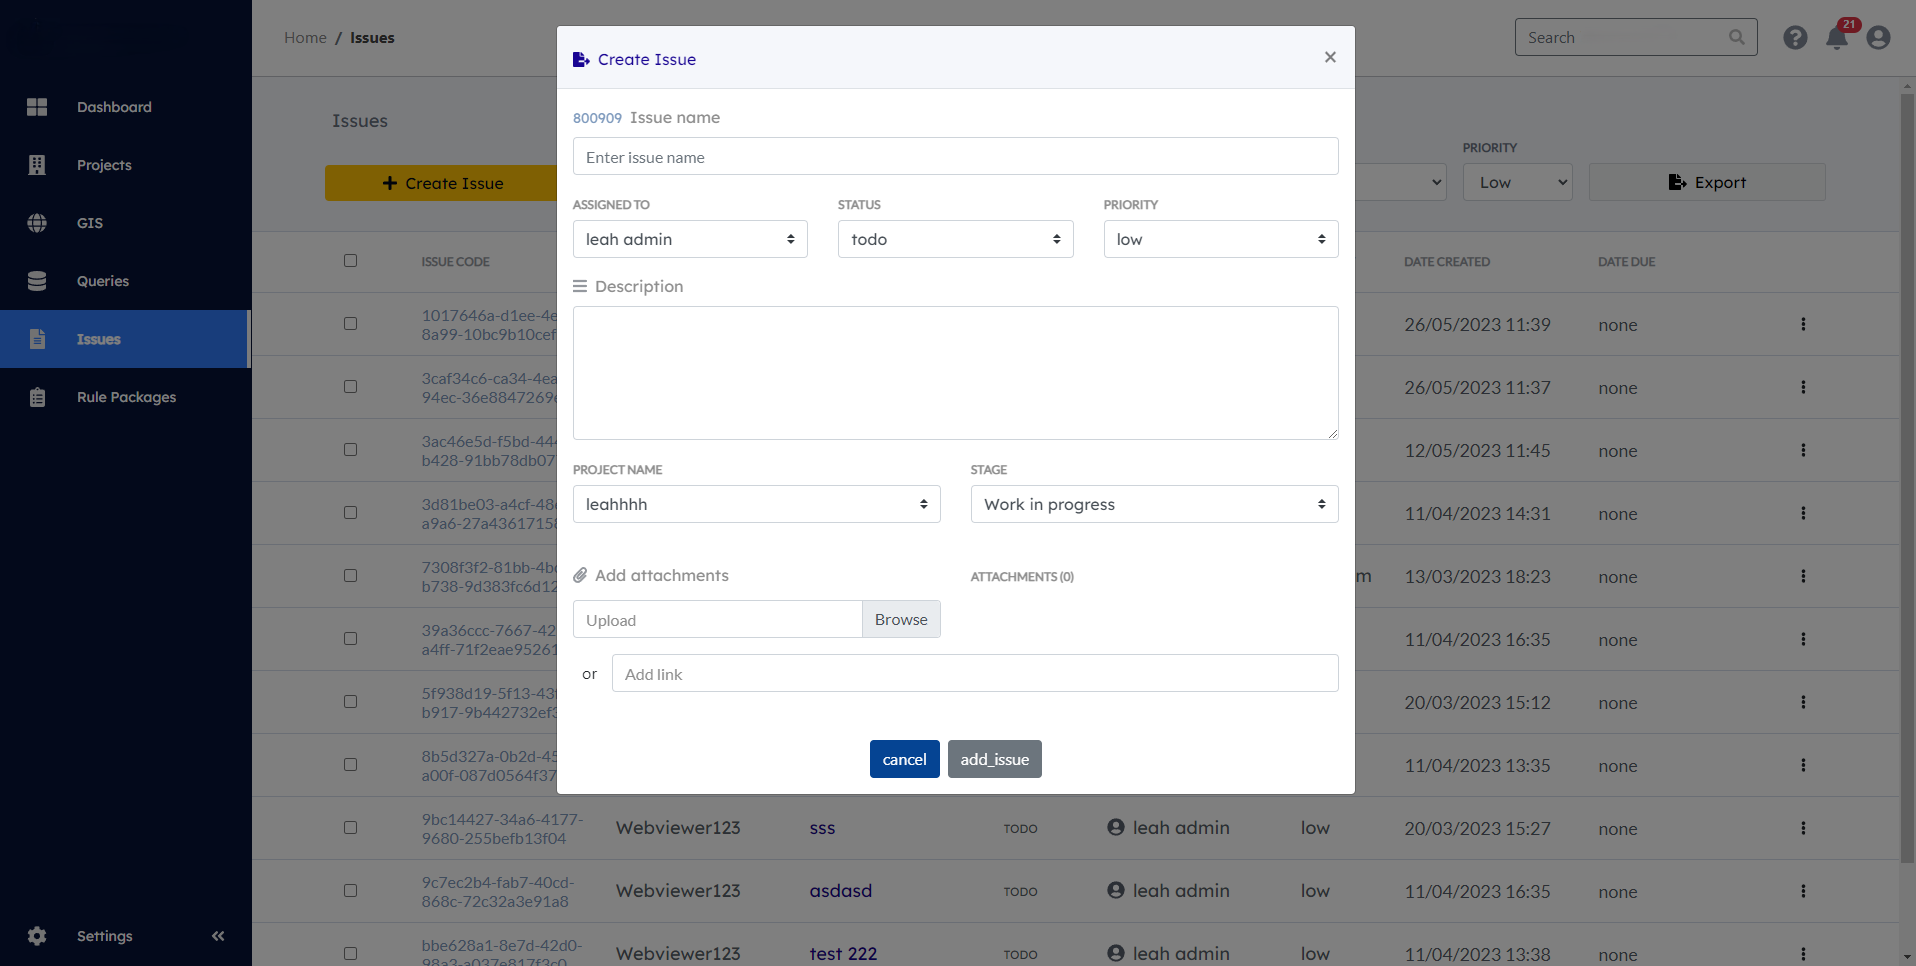 Home / Issues
Search
21
Dashboard
Projects
GIS
Queries
Issues
Rule Packages
Settings
Issues
Create Issue
PRIORITY
Low
Export
ISSUE CODE
DATE CREATED
DATE DUE
1017646a-d1ee-4e
8a99-10bc9b10cef
26/05/2023 11:39
none
3caf34c6-ca34-4ea
94ec-36e8847269
26/05/2023 11:37
none
3ac46e5d-f5bd-444
b428-91bb78db07
12/05/2023 11:45
none
3d81be03-a4cf-48
a9a6-27a43617158
11/04/2023 14:31
none
7308f3f2-81bb-4b
b738-9d383fc6d12
m
13/03/2023 18:23
none
39a36ccc-7667-42
a4ff-71f2eae95261
11/04/2023 16:35
none
5f938d19-5f13-43f
b917-9b442732ef3
20/03/2023 15:12
none
8b5d327a-0b2d-45
a00f-087d0564f37
11/04/2023 13:35
none
9bc14427-34a6-4177-
9680-255befb13f04
Webviewer123
sss
TODO
leah admin
low
20/03/2023 15:27
none
9c7ec2b4-fab7-40cd-
868c-72c32a3e91a8
Webviewer123
asdasd
TODO
leah admin
low
11/04/2023 16:35
none
bbe628a1-8e7d-42d0-
98a3-a037e817f3c0
Webviewer123
test 222
TODO
leah admin
low
11/04/2023 13:38
none
Create Issue
×
800909 Issue name
Enter issue name
ASSIGNED TO
STATUS
PRIORITY
leah admin
todo
low
Description
PROJECT NAME
STAGE
leahhhh
Work in progress
Add attachments
ATTACHMENTS (0)
Upload
Browse
or
Add link
cancel
add_issue